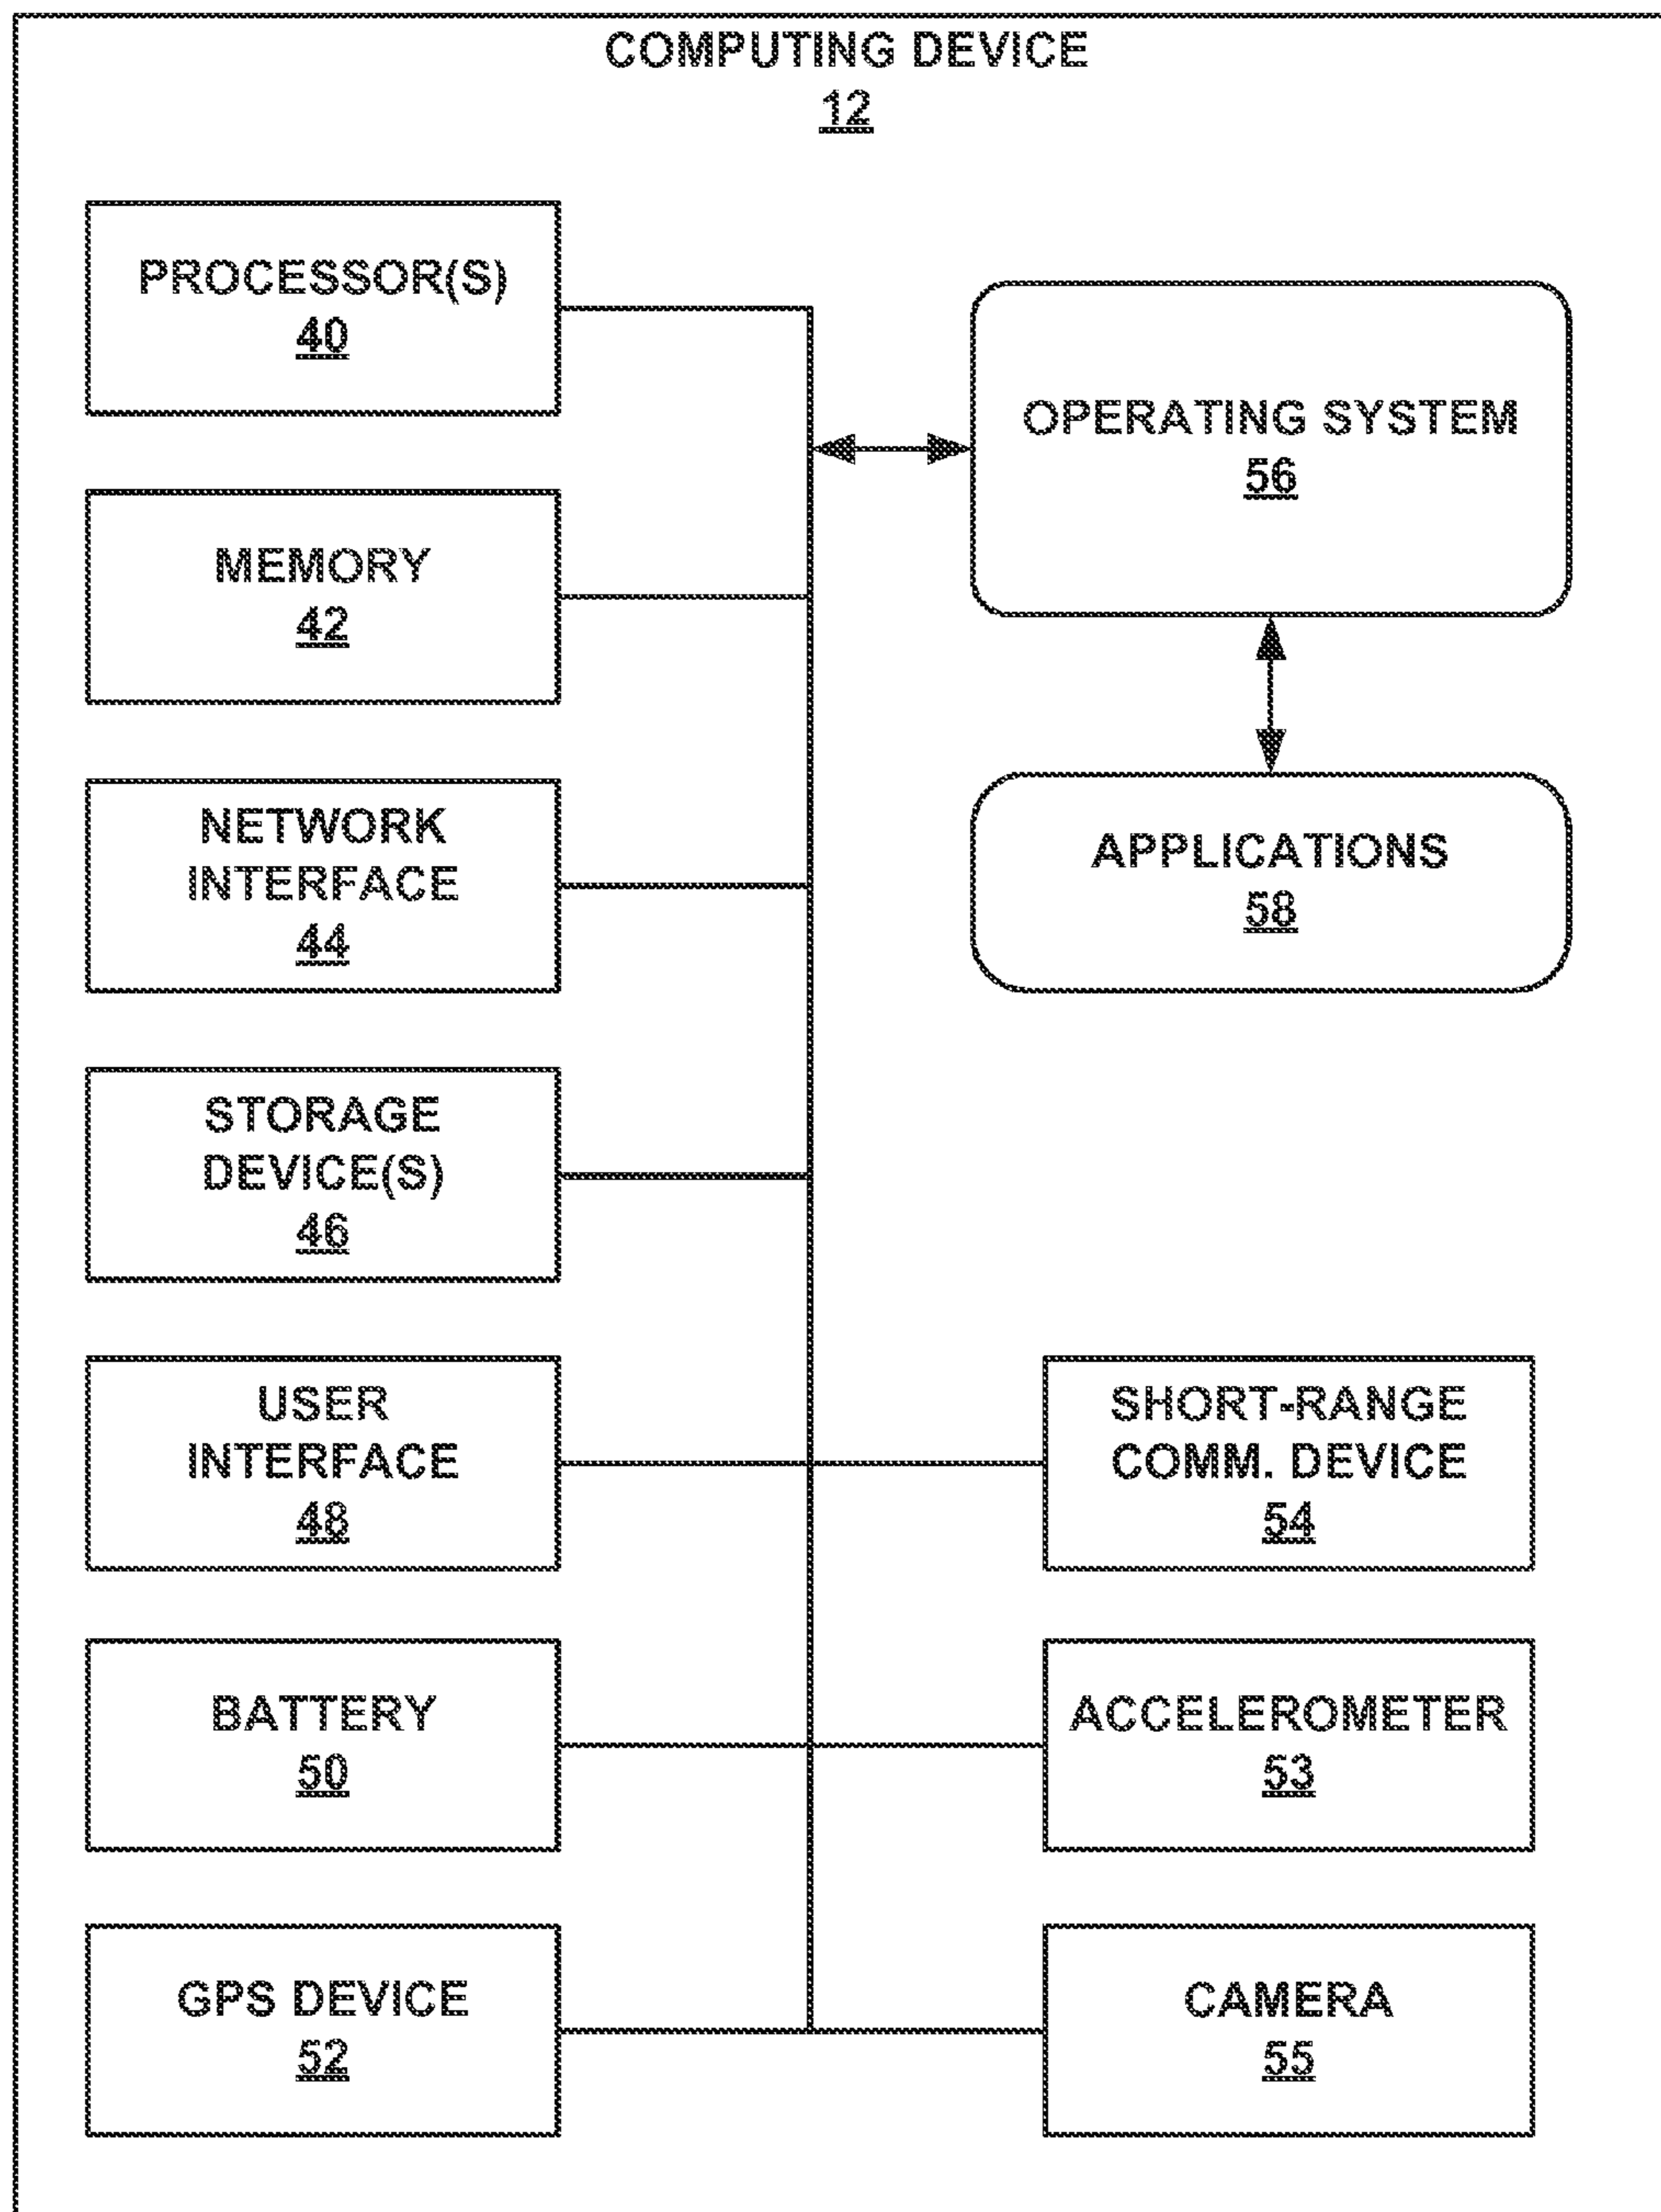 COMPUTING DEVICE
12
PROCESSOR(S)
40
OPERATING SYSTEM
56
MEMORY
42
NETWORK
INTERFACE
44
APPLICATIONS
58
STORAGE
DEVICE(S)
46
USER
INTERFACE
48
SHORT-RANGE
COMM. DEVICE
54
BATTERY
50
ACCELEROMETER
53
GPS DEVICE
52
CAMERA
55